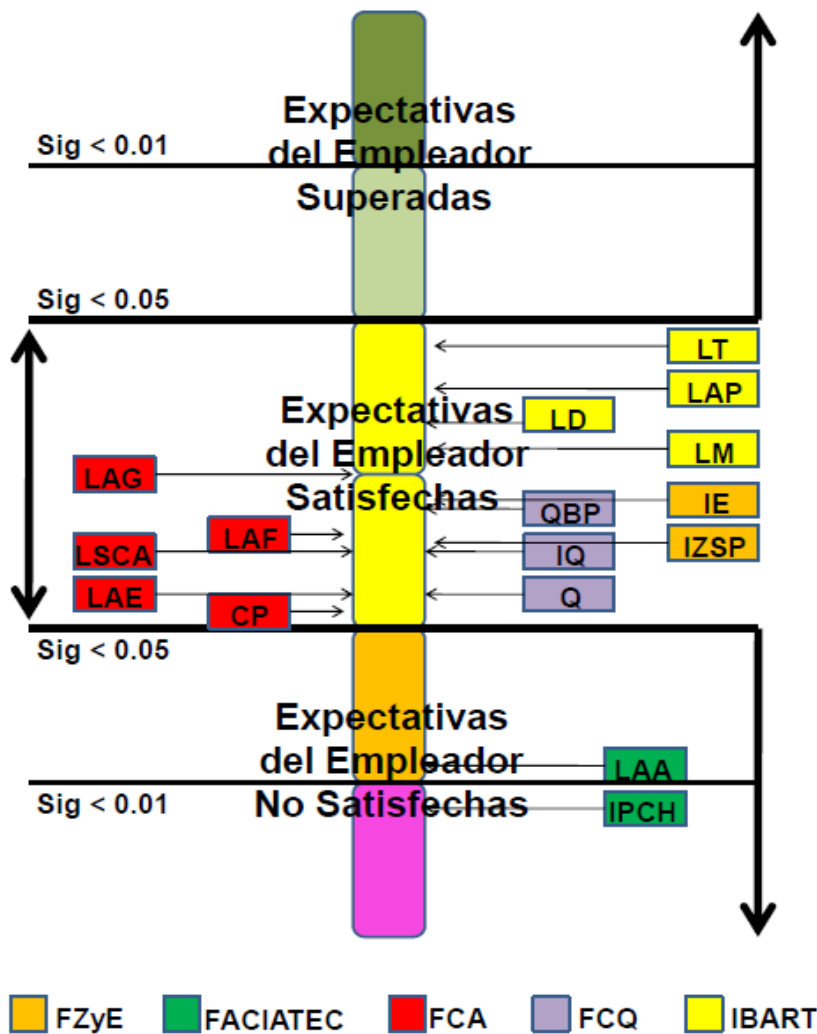 Expectativas
del Empleador
Superadas
Sig < 0.01
Sig < 0.05
LT
LAP
LD
LM
Expectativas
del Empleador
Satisfechas
LAG
IE
QBP
LAF
LSCA
IQ
IZSP
LAE
CP
Q
Sig < 0.05
Expectativas
del Empleador
No Satisfechas
LAA
Sig < 0.01
IPCH
FZyE
FACIATEC
FCA
FCQ
IBART